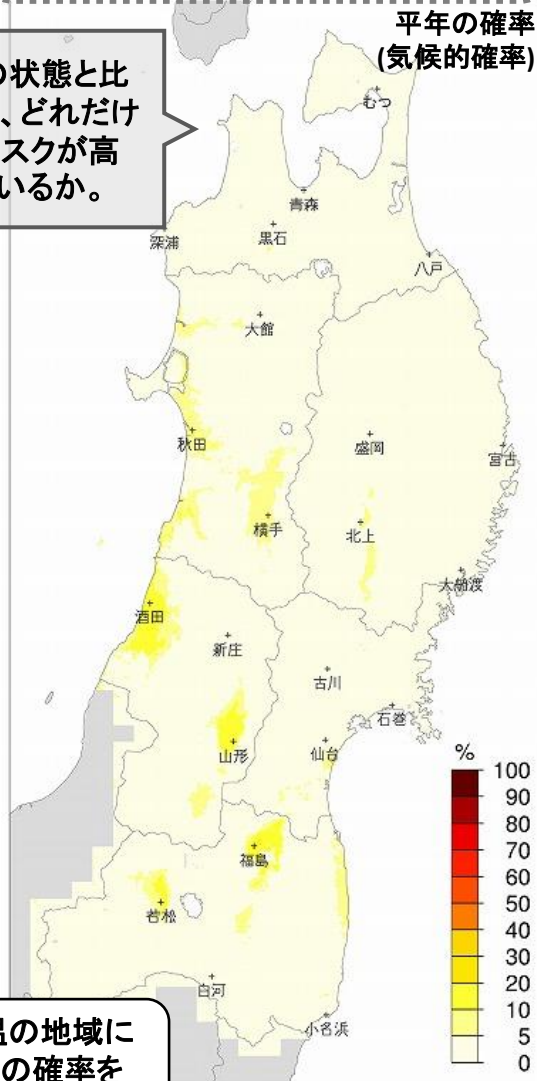 平年の確率
(気候的確率)
の状態と比
、どれだけ
スクが高
いるか。
むつ
青森
深浦
黒石
八戸
大館
秋田
盛岡
宮古
横手
北上
大船渡
酒田
新庄
古川
石巻
山形
仙台
福島
若松
白河
小名浜
%
100
90
80
70
60
50
40
30
20
10
5
0
温の地域に
の確率を